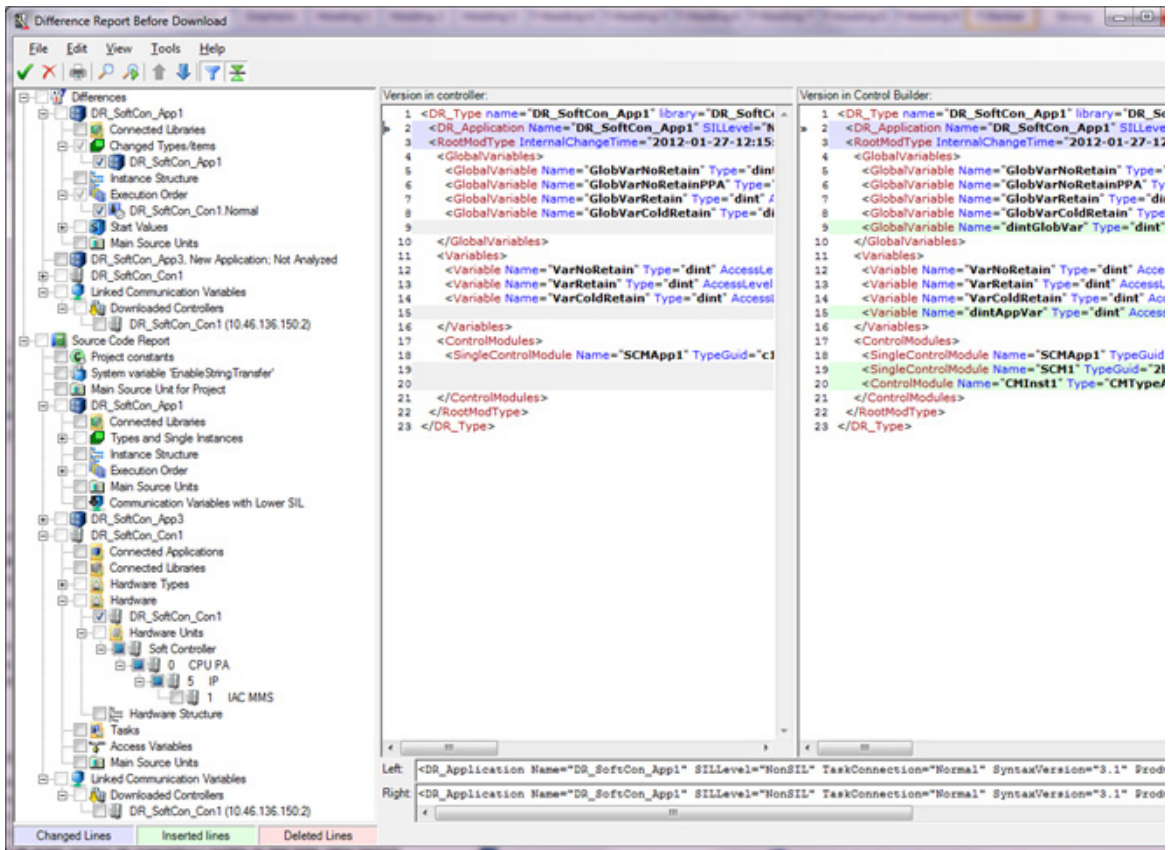 Difference Report Before Download
File Edit View Tools Help
Differences
DR_SoftCon_App1
Connected Libraries
Changed Types/Items
DR_SoftCon_App1
Instance Structure
Execution Order
DR_SoftCon_Con1.Normal
Start Values
Main Source Units
DR_SoftCon_App3, New Application; Not Analyzed
DR_SoftCon_Con1
Linked Communication Variables
Downloaded Controllers
DR_SoftCon_Con1 (10.46.136.150:2)
Source Code Report
Project constants
System variable 'EnableStringTransfer'
Main Source Unit for Project
DR_SoftCon_App1
Connected Libraries
Types and Single Instances
Instance Structure
Execution Order
Main Source Units
Communication Variables with Lower SIL
DR_SoftCon_App3
DR_SoftCon_Con1
Connected Applications
Connected Libraries
Hardware Types
Hardware
DR_SoftCon_Con1
Hardware Units
Soft Controller
0 CPU PA
5 IP
1 IAC MMS
Hardware Structure
Tasks
Access Variables
Main Source Units
Linked Communication Variables
Downloaded Controllers
DR_SoftCon_Con1 (10.46.136.150:2)
Changed Lines Inserted lines Deleted Lines
Version in controller:
1 <DR_Type name="DR_SoftCon_App1" library="DR_SoftCo
2 <DR_Application Name="DR_SoftCon_App1" SILLevel="N
3 <RootModType InternalChangeTime="2012-01-27-12:15:
4 <GlobalVariables>
5 <GlobalVariable Name="GlobVarNoRetain" Type="dint
6 <GlobalVariable Name="GlobVarNoRetainPPA" Type="
7 <GlobalVariable Name="GlobVarRetain" Type="dint" A
8 <GlobalVariable Name="GlobVarColdRetain" Type="di
9
10 </GlobalVariables>
11 <Variables>
12 <Variable Name="VarNoRetain" Type="dint" AccessLe
13 <Variable Name="VarRetain" Type="dint" AccessLevel
14 <Variable Name="VarColdRetain" Type="dint" Access
15
16 </Variables>
17 <ControlModules>
18 <SingleControlModule Name="SCMApp1" TypeGuid="c1
19
20
21 </ControlModules>
22 </RootModType>
23 </DR_Type>
Version in Control Builder:
1 <DR_Type name="DR_SoftCon_App1" library="DR_So
2 <DR_Application Name="DR_SoftCon_App1" SILLeve
3 <RootModType InternalChangeTime="2012-01-27-12
4 <GlobalVariables>
5 <GlobalVariable Name="GlobVarNoRetain" Type="
6 <GlobalVariable Name="GlobVarNoRetainPPA" Ty
7 <GlobalVariable Name="GlobVarRetain" Type="di
8 <GlobalVariable Name="GlobVarColdRetain" Type
9 <GlobalVariable Name="dintGlobVar" Type="dint"
10 </GlobalVariables>
11 <Variables>
12 <Variable Name="VarNoRetain" Type="dint" Acce
13 <Variable Name="VarRetain" Type="dint" Access
14 <Variable Name="VarColdRetain" Type="dint" Acc
15 <Variable Name="dintAppVar" Type="dint" Acces
16 </Variables>
17 <ControlModules>
18 <SingleControlModule Name="SCMApp1" TypeGuid
19 <SingleControlModule Name="SCM1" TypeGuid="2b
20 <ControlModule Name="CMInst1" Type="CMTypeA
21 </ControlModules>
22 </RootModType>
23 </DR_Type>
Left: <DR_Application Name="DR_SoftCon_App1" SILLevel="NonSIL" TaskConnection="Normal" SyntaxVersion="3.1" Produ
Right: <DR_Application Name="DR_SoftCon_App1" SILLevel="NonSIL" TaskConnection="Normal" SyntaxVersion="3.1" Produ